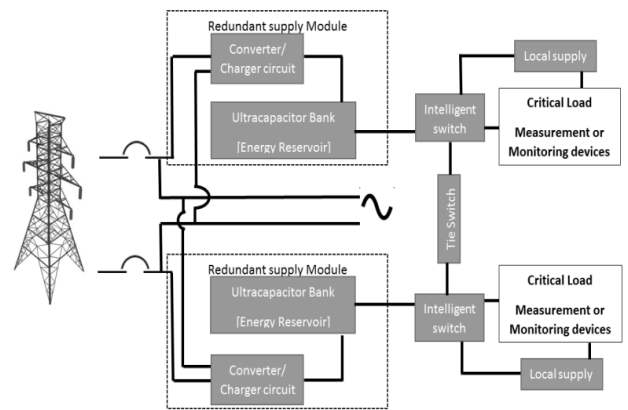 Redundant supply Module
Converter/
Charger circuit
Ultracapacitor Bank
[Energy Reservoir]
Intelligent
switch
Local supply
Critical Load
Measurement or
Monitoring devices
Tie Switch
Redundant supply Module
Ultracapacitor Bank
[Energy Reservoir]
Converter/
Charger circuit
Intelligent
switch
Critical Load
Measurement or
Monitoring devices
Local supply